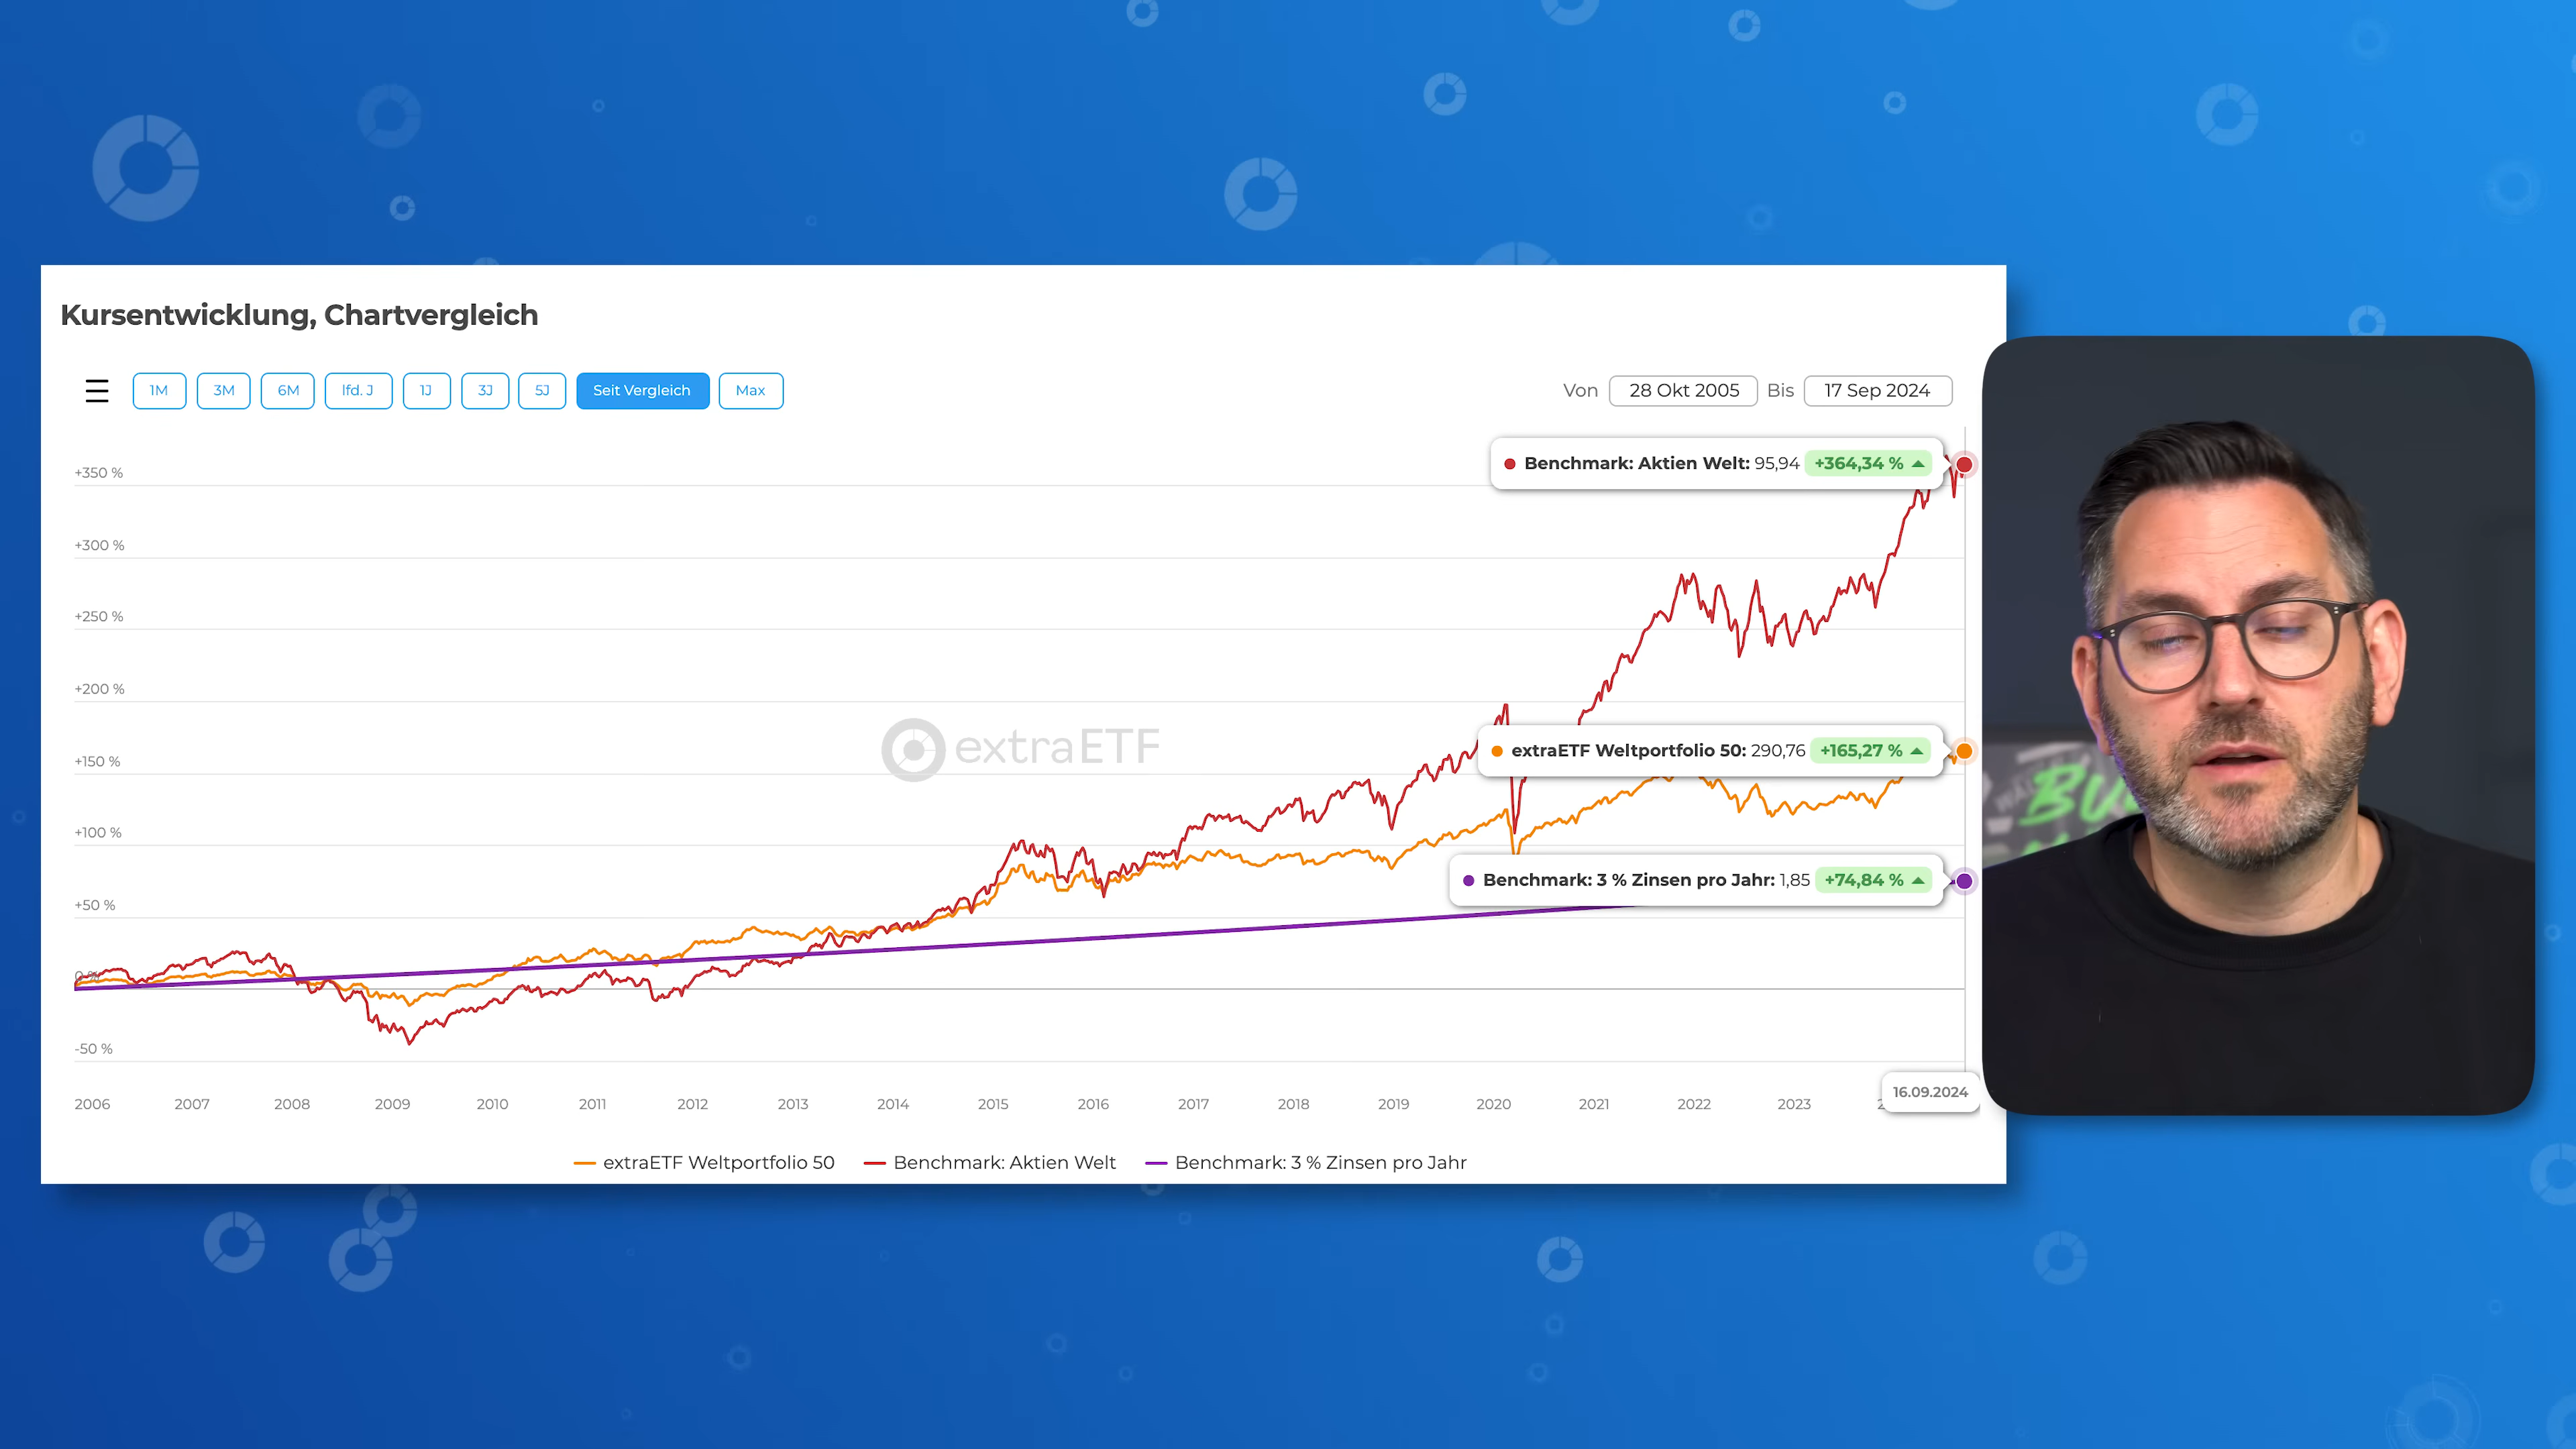 Kursentwicklung, Chartvergleich
1M 3M 6M lfd. J 1J 3J 5J Seit Vergleich Max
Von 28 Okt 2005 Bis 17 Sep 2024
+350 %
Benchmark: Aktien Welt: 95,94 +364,34 %
+300 %
+250 %
+200 %
extraETF
extraETF Weltportfolio 50: 290,76 +165,27 %
+150 %
+100 %
Benchmark: 3 % Zinsen pro Jahr: 1,85 +74,84 %
+50 %
0 %
-50 %
2006 2007 2008 2009 2010 2011 2012 2013 2014 2015 2016 2017 2018 2019 2020 2021 2022 2023
16.09.2024
extraETF Weltportfolio 50 Benchmark: Aktien Welt Benchmark: 3 % Zinsen pro Jahr